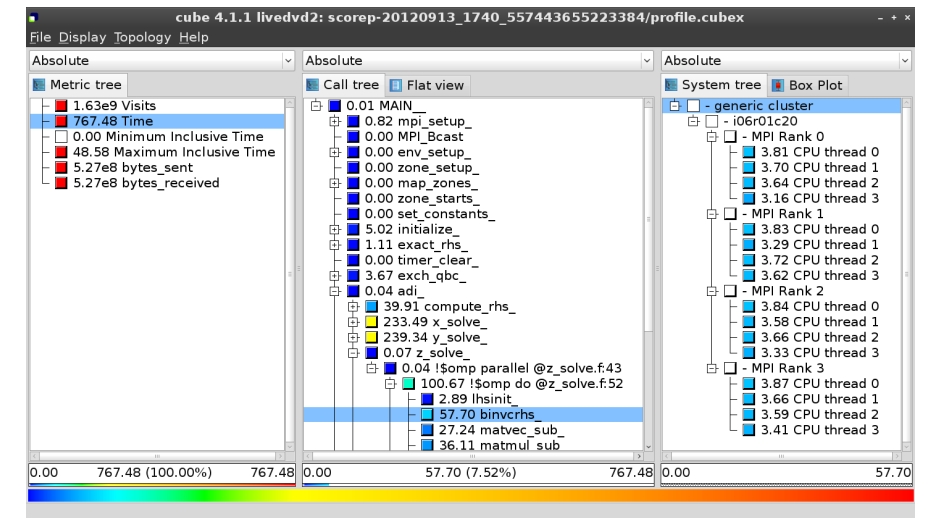 cube 4.1.1 livedvd2: scorep-20120913_1740_557443655223384/profile.cubex
File Display Topology Help
Absolute
Absolute
Absolute
Metric tree
1.63e9 Visits
767.48 Time
0.00 Minimum Inclusive Time
48.58 Maximum Inclusive Time
5.27e8 bytes_sent
5.27e8 bytes_received
0.00 767.48 (100.00%) 767.48
Call tree
Flat view
0.01 MAIN__
0.82 mpi_setup_
0.00 MPI_Bcast
0.00 env_setup_
0.00 zone_setup_
0.00 map_zones_
0.00 zone_starts_
0.00 set_constants_
5.02 initialize_
1.11 exact_rhs_
0.00 timer_clear_
3.67 exch_qbc_
0.04 adi_
39.91 compute_rhs_
233.49 x_solve_
239.34 y_solve_
0.07 z_solve_
0.04 !$omp parallel @z_solve.f:43
100.67 !$omp do @z_solve.f:52
2.89 lhsinit_
57.70 binvcrhs_
27.24 matvec_sub_
36.11 matmul_sub
0.00 57.70 (7.52%) 767.48
System tree
Box Plot
- generic cluster
- i06r01c20
- MPI Rank 0
3.81 CPU thread 0
3.70 CPU thread 1
3.64 CPU thread 2
3.16 CPU thread 3
- MPI Rank 1
3.83 CPU thread 0
3.29 CPU thread 1
3.72 CPU thread 2
3.62 CPU thread 3
- MPI Rank 2
3.84 CPU thread 0
3.58 CPU thread 1
3.66 CPU thread 2
3.33 CPU thread 3
- MPI Rank 3
3.87 CPU thread 0
3.66 CPU thread 1
3.59 CPU thread 2
3.41 CPU thread 3
0.00 57.70